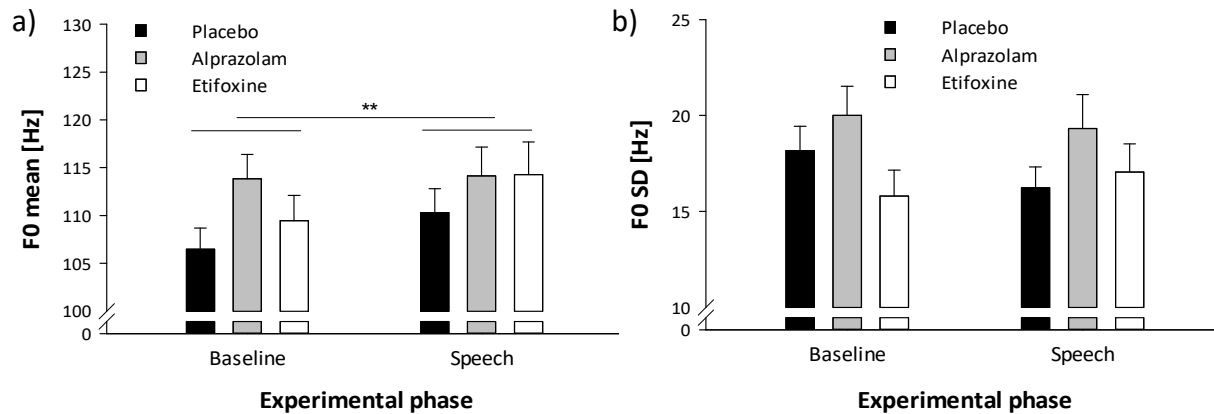 a)
Placebo
Alprazolam
Etifoxine
**
F0 mean [Hz]
130
125
120
115
110
105
100
0
Baseline
Speech
Experimental phase
b)
Placebo
Alprazolam
Etifoxine
F0 SD [Hz]
25
20
15
10
0
Baseline
Speech
Experimental phase